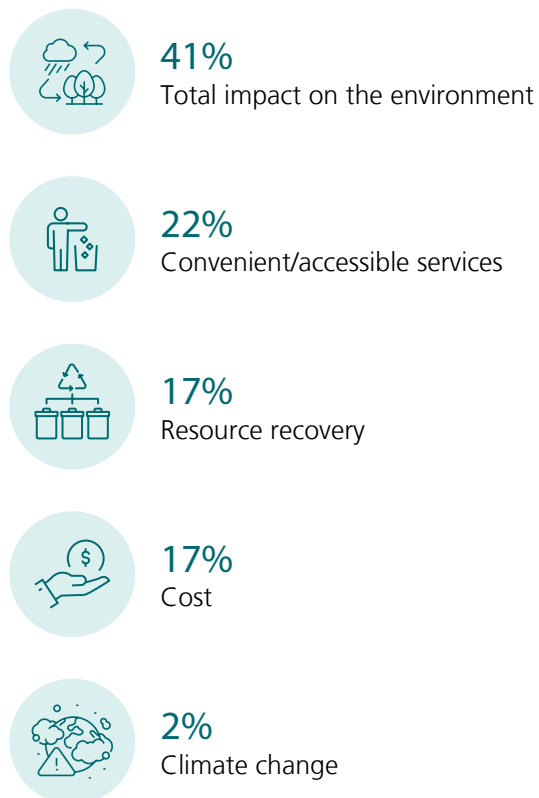 41%
Total impact on the environment
22%
Convenient/accessible services
17%
Resource recovery
$
17%
Cost
2%
Climate change